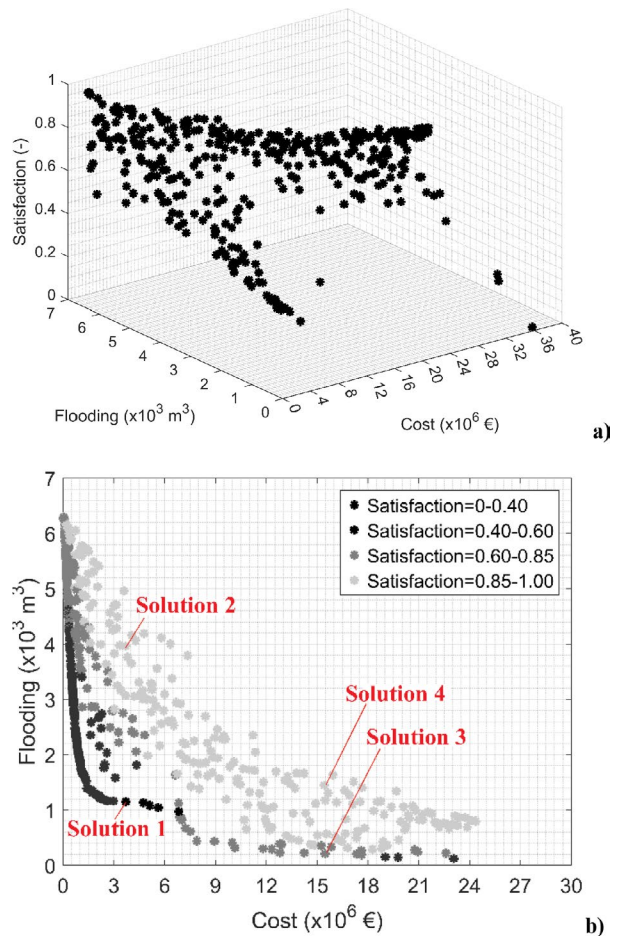 1
0.8
0.6
0.4
0.2
0
Satisfaction (-)
7
6
5
4
3
2
1
0
Flooding (x10³ m³)
0
4
8
12
16
20
24
28
32
36
40
Cost (x10⁶ €)
a)
7
6
5
4
3
2
1
0
Flooding (x10³ m³)
Satisfaction=0-0.40
Satisfaction=0.40-0.60
Satisfaction=0.60-0.85
Satisfaction=0.85-1.00
Solution 2
Solution 4
Solution 3
Solution 1
0 3 6 9 12 15 18 21 24 27 30
Cost (x10⁶ €)
b)